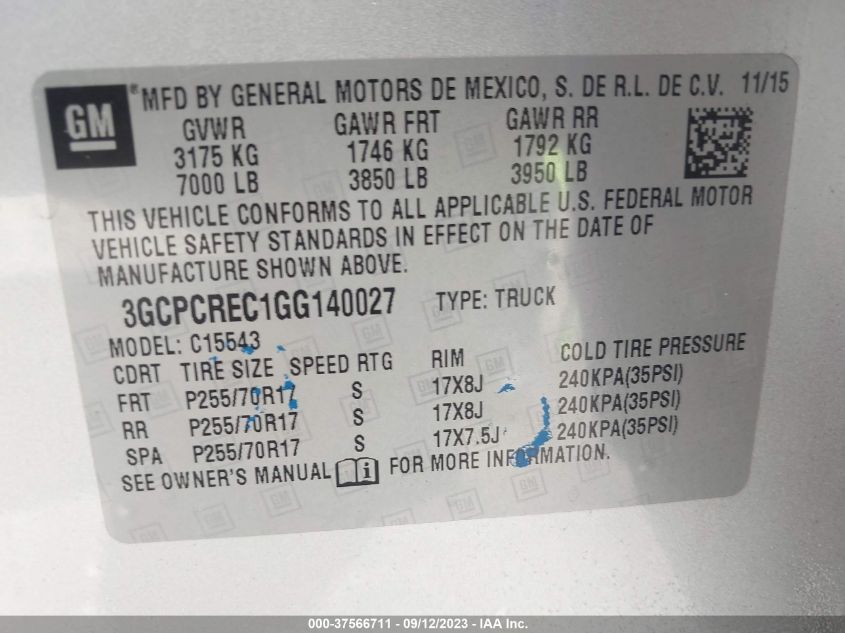 GM
®MFD BY GENERAL MOTORS DE MEXICO, S. DE R.L. DE C.V. 11/15
GVWR GAWR FRT GAWR RR
3175 KG 1746 KG 1792 KG
7000 LB 3850 LB 3950 LB
THIS VEHICLE CONFORMS TO ALL APPLICABLE U.S. FEDERAL MOTOR
VEHICLE SAFETY STANDARDS IN EFFECT ON THE DATE OF
MANUFACTURE SHOWN ABOVE.
3GCPCREC1GG140027 TYPE: TRUCK
MODEL: C15543
CDRT TIRE SIZE SPEED RTG RIM COLD TIRE PRESSURE
FRT P255/70R17 S 17X8J 240KPA(35PSI)
RR P255/70R17 S 17X8J 240KPA(35PSI)
SPA P255/70R17 S 17X7.5J 240KPA(35PSI)
SEE OWNER'S MANUAL i FOR MORE INFORMATION.
000-37566711 - 09/12/2023 - IAA Inc.